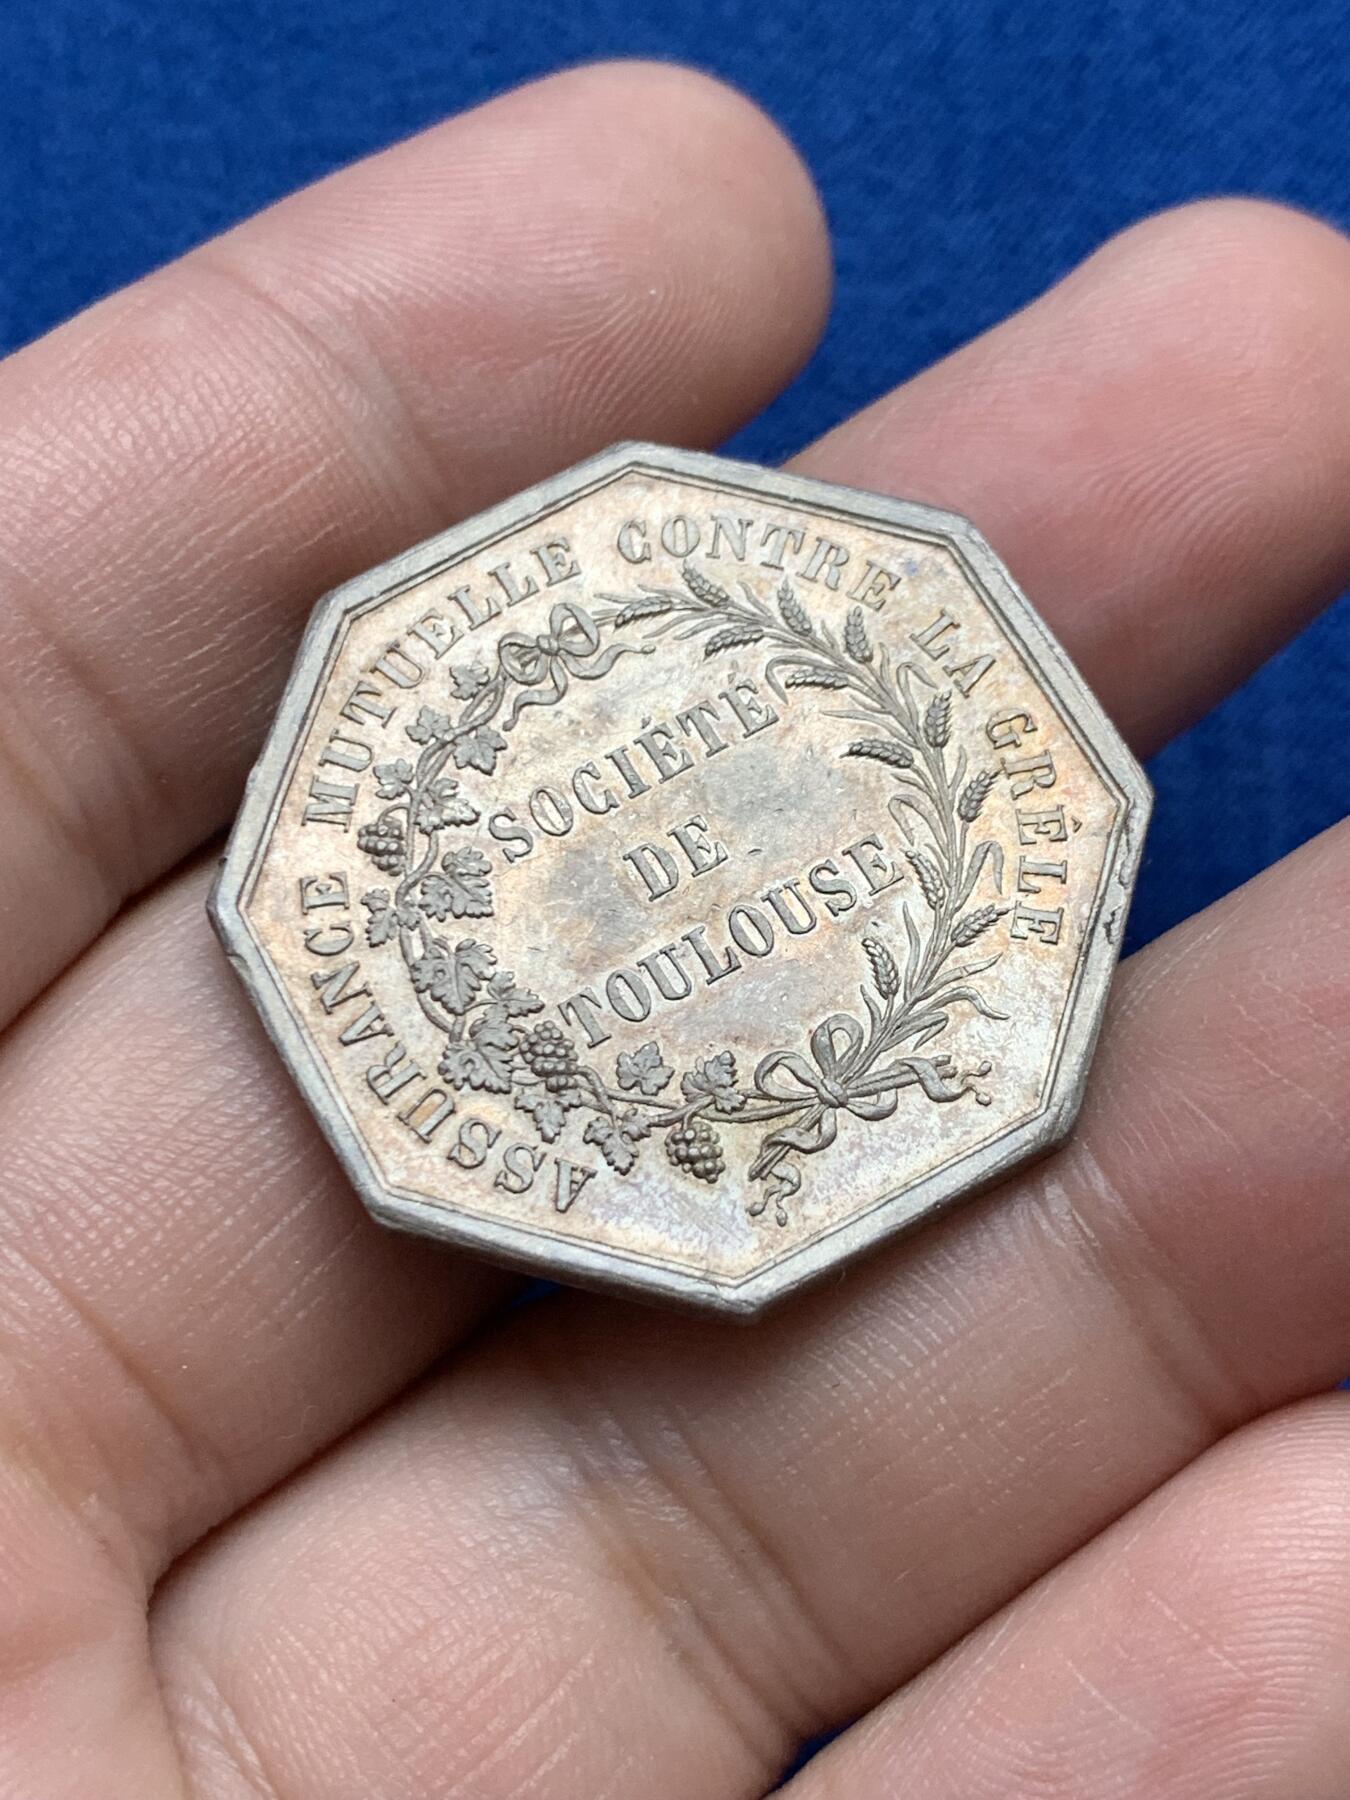 ASSURANCE MUTUELLE CONTRE LA GRÊLE
SOCIÉTÉ
DE
TOULOUSE